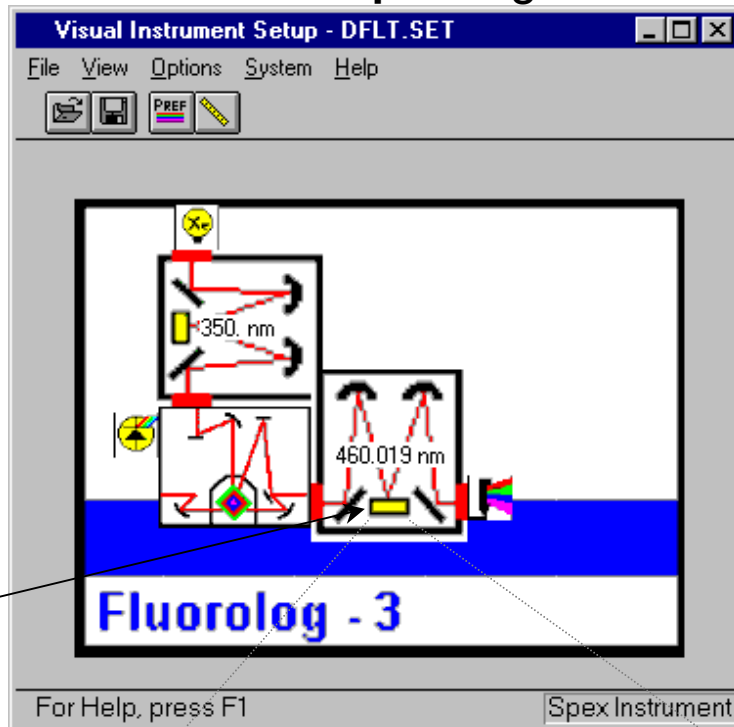 Visual Instrument Setup - DFLT.SET
File View Options System Help
PREF
Xe
350. nm
460.019 nm
Fluorolog - 3
For Help, press F1
Spex Instrument